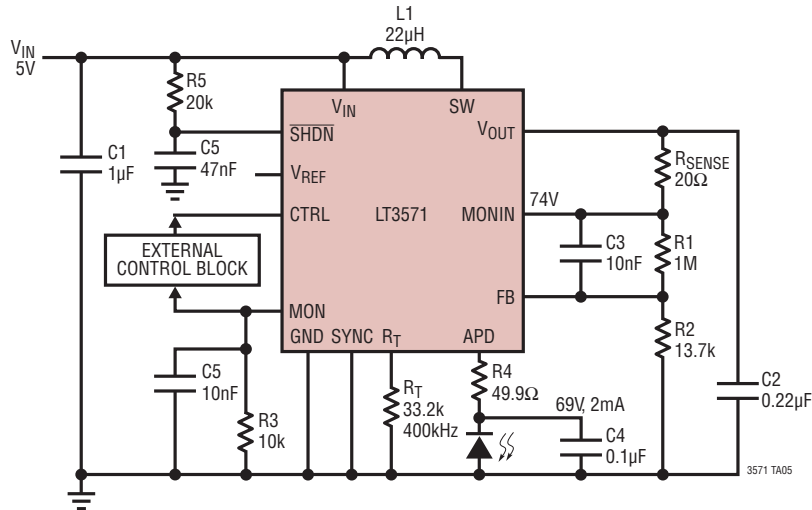 L1
22µH
VIN
5V
R5
20k
C1
1µF
C5
47nF
VIN
SW
SHDN
VOUT
VREF
RSENSE
20Ω
CTRL
LT3571
MONIN
74V
EXTERNAL
CONTROL BLOCK
C3
10nF
R1
1M
MON
FB
GND
SYNC
RT
APD
R2
13.7k
C5
10nF
R3
10k
RT
33.2k
400kHz
R4
49.9Ω
69V, 2mA
C4
0.1µF
C2
0.22µF
3571 TA05